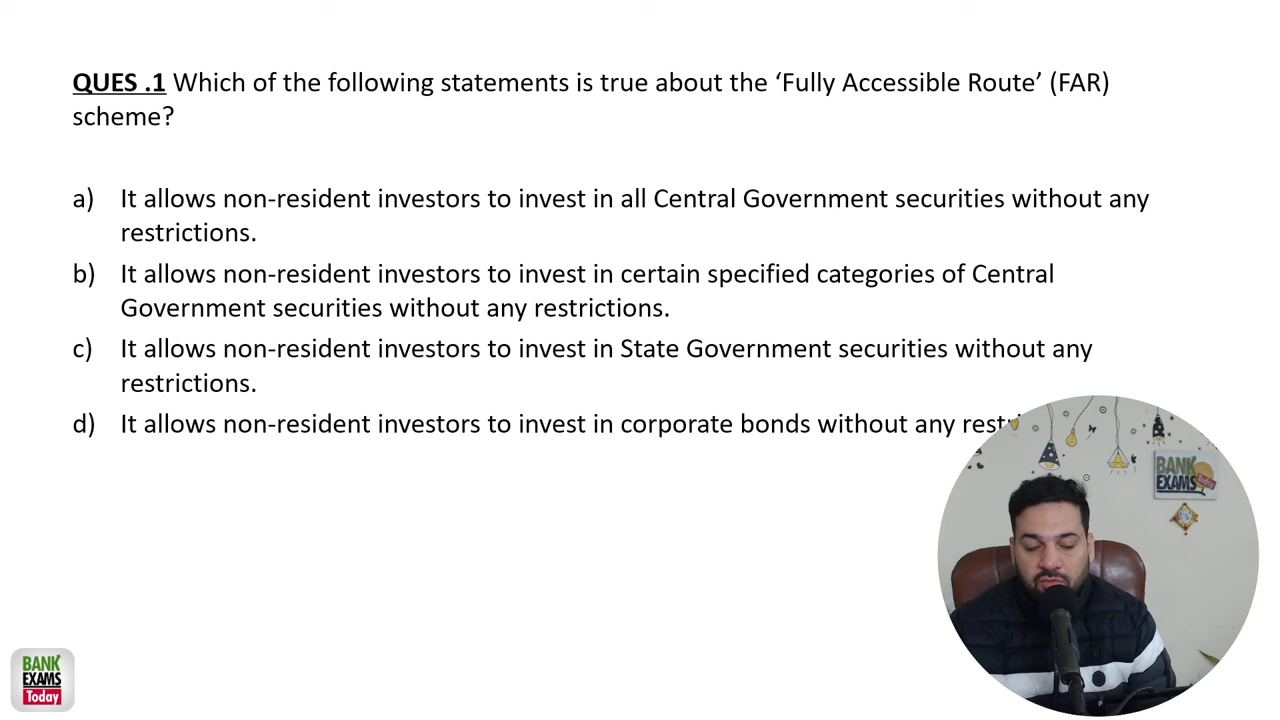 QUES .1 Which of the following statements is true about the ‘Fully Accessible Route’ (FAR)
scheme?
a) It allows non-resident investors to invest in all Central Government securities without any
restrictions.
b) It allows non-resident investors to invest in certain specified categories of Central
Government securities without any restrictions.
c) It allows non-resident investors to invest in State Government securities without any
restrictions.
d) It allows non-resident investors to invest in corporate bonds without any
BANK
EXAMS
Today
BANK
EXAMS
Today